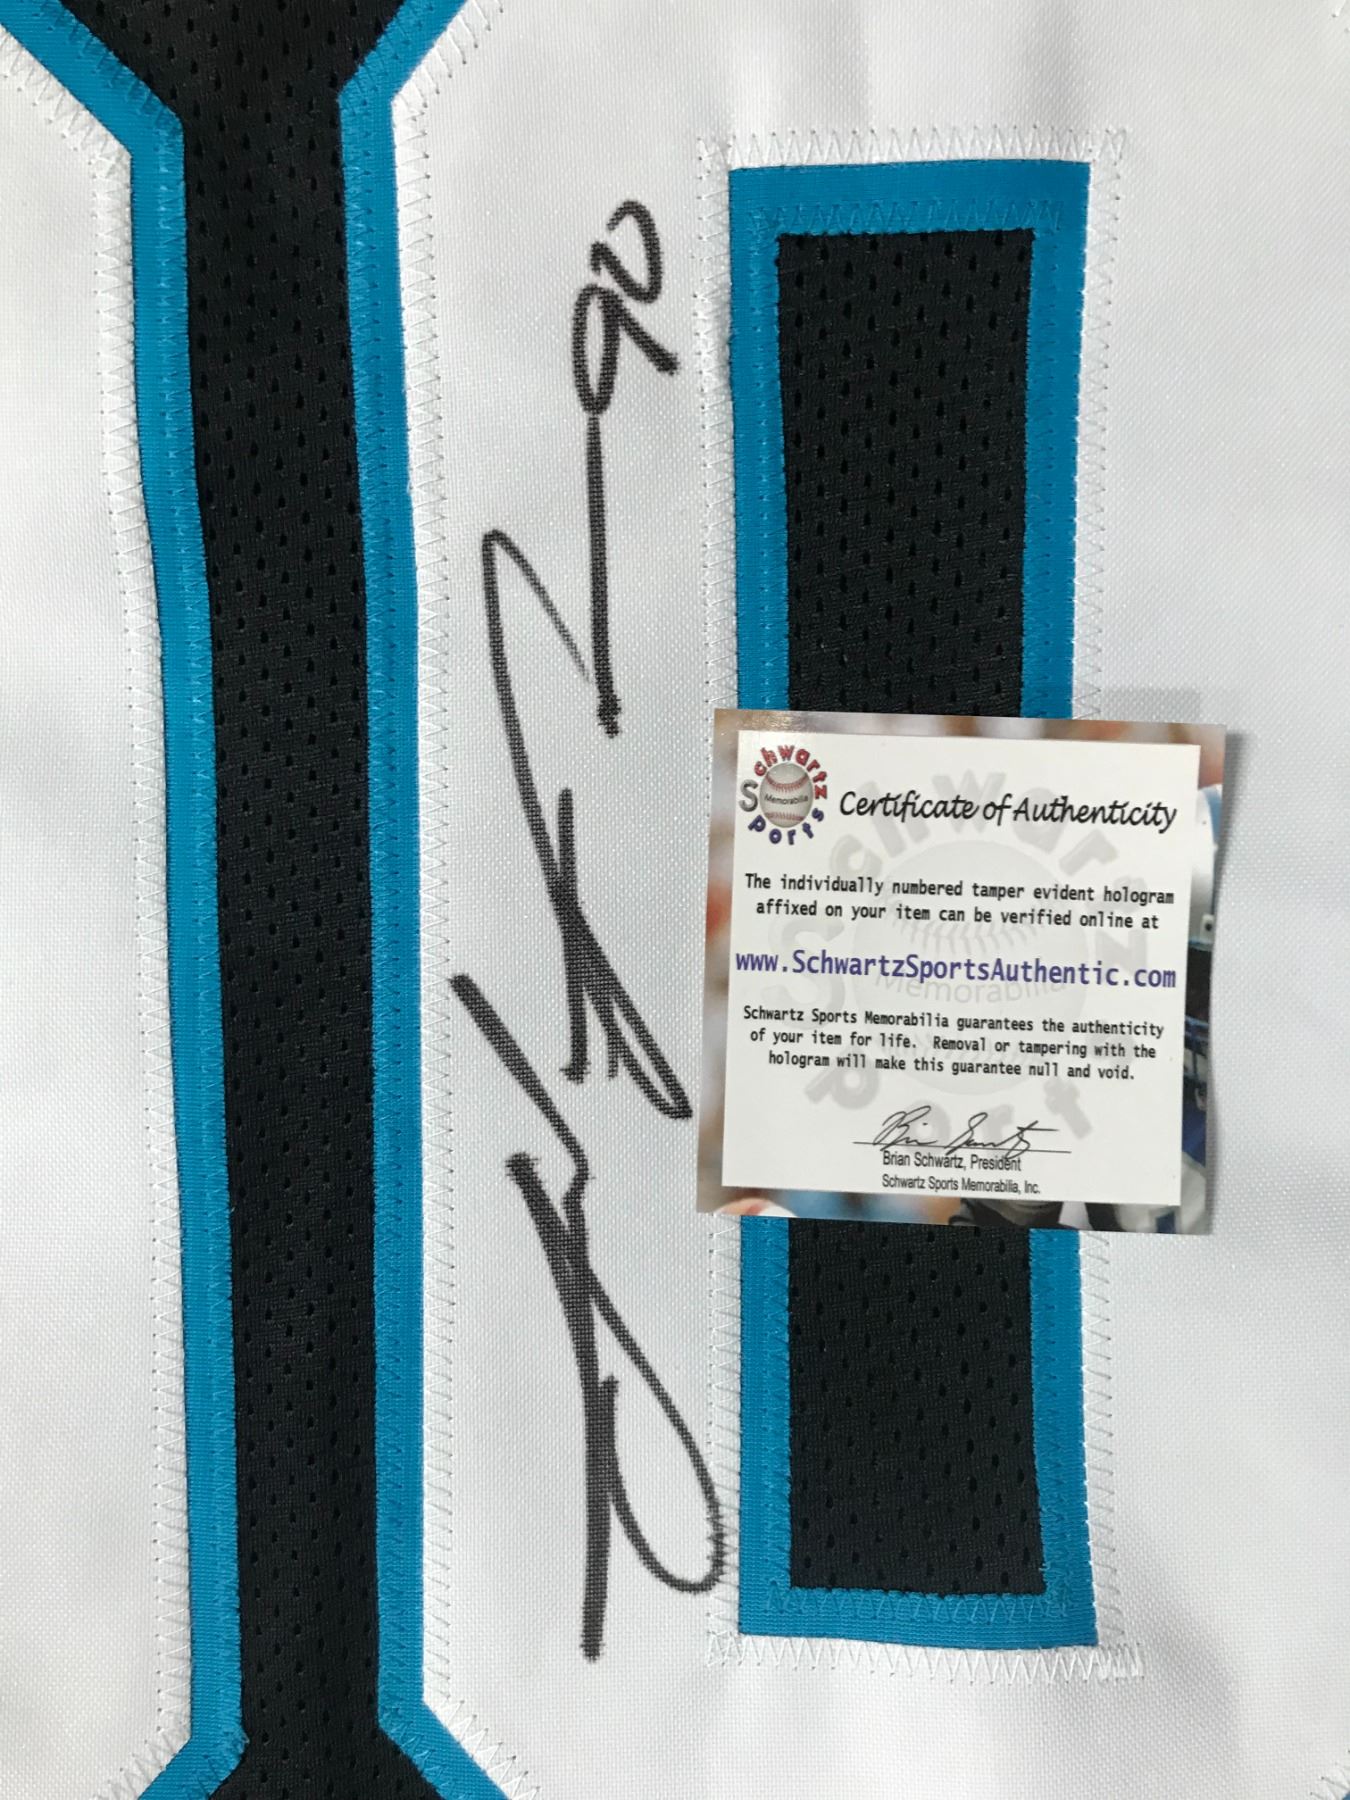 90
Schwartz
Sports
Memorabilia
Certificate of Authenticity
The individually numbered tamper evident hologram
affixed on your item can be verified online at
www.SchwartzSportsAuthentic.com
Schwartz Sports Memorabilia guarantees the authenticity
of your item for life. Removal or tampering with the
hologram will make this guarantee null and void.
Brian Schwartz, President
Schwartz Sports Memorabilia, Inc.